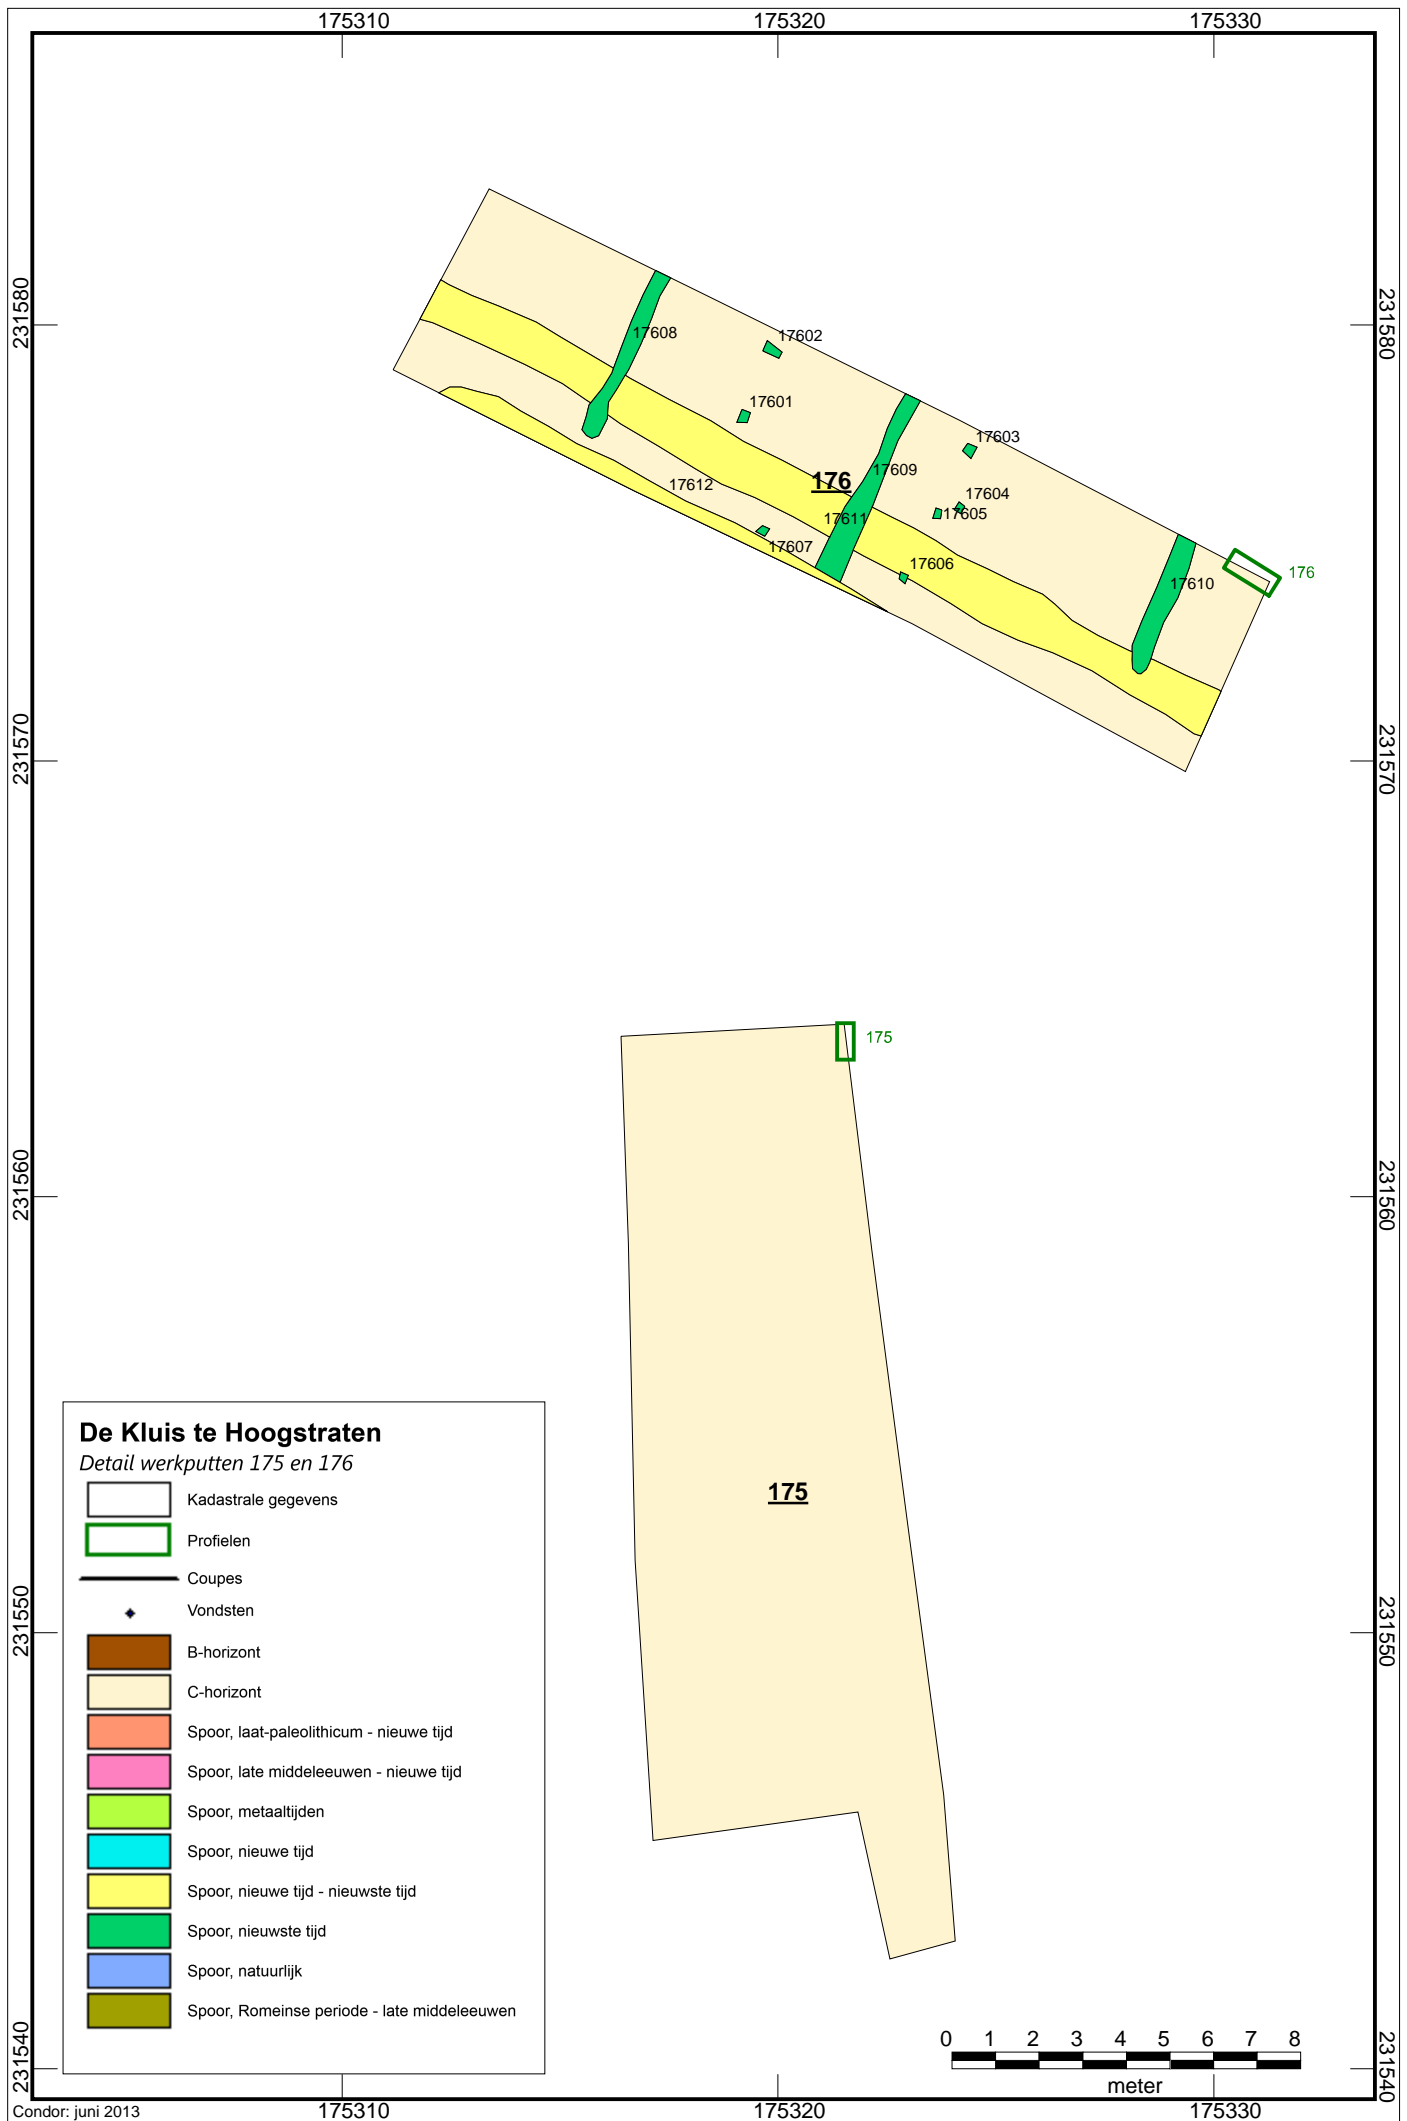 175310
175320
175330
231580
231580
17608
17602
17601
17603
17609
176
17612
17604
17605
17611
17607
17606
176
17610
231570
231570
175
231560
231560
175
231550
231550
De Kluis te Hoogstraten
Detail werkputten 175 en 176
Kadastrale gegevens
Profielen
Coupes
Vondsten
B-horizont
C-horizont
Spoor, laat-paleolithicum - nieuwe tijd
Spoor, late middeleeuwen - nieuwe tijd
Spoor, metaaltijden
Spoor, nieuwe tijd
Spoor, nieuwe tijd - nieuwste tijd
Spoor, nieuwste tijd
Spoor, natuurlijk
Spoor, Romeinse periode - late middeleeuwen
0 1 2 3 4 5 6 7 8
meter
231540
231540
Condor: juni 2013
175310
175320
175330